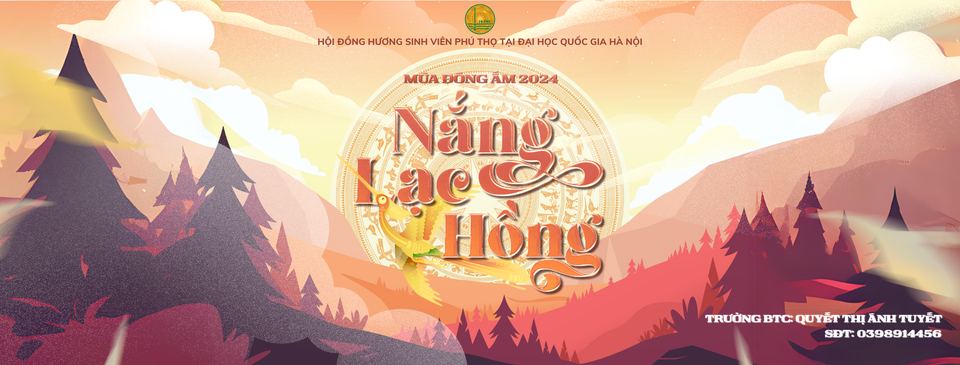 HỘI ĐỒNG HƯƠNG SINH VIÊN PHÚ THỌ TẠI ĐẠI HỌC QUỐC GIA HÀ NỘI
MÙA ĐÔNG ẤM 2024
Nắng
Lạc
Hồng
TRƯỞNG BTC: QUYẾT THỊ ÁNH TUYẾT
SĐT: 0398914456